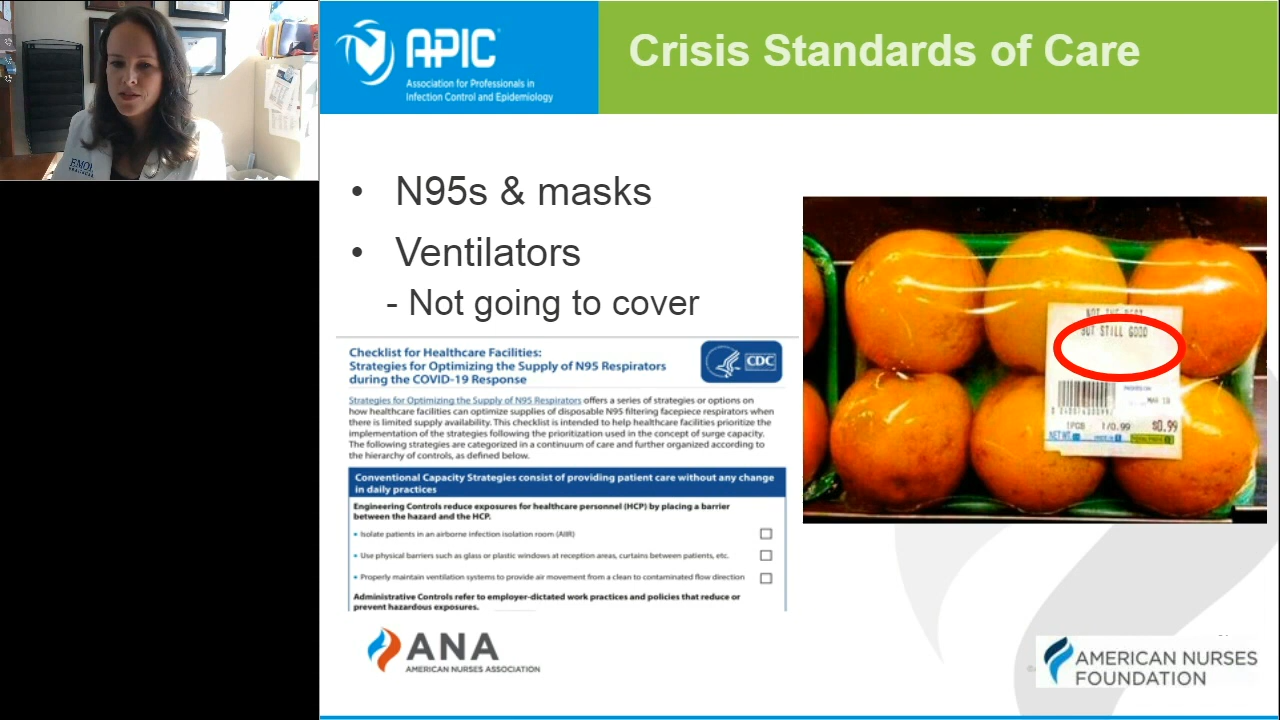 EMO
APIC
Association for Professionals in
Infection Control and Epidemiology
Crisis Standards of Care
• N95s & masks
• Ventilators
- Not going to cover
Checklist for Healthcare Facilities:
Strategies for Optimizing the Supply of N95 Respirators
during the COVID-19 Response
CDC
Strategies for Optimizing the Supply of N95 Respirators offers a series of strategies or options on
how healthcare facilities can optimize supplies of disposable N95 filtering facepiece respirators when
there is limited supply availability. This checklist is intended to help healthcare facilities prioritize the
implementation of the strategies following the prioritization used in the concept of surge capacity.
The following strategies are categorized in a continuum of care and further organized according to
the hierarchy of controls, as defined below.
Conventional Capacity Strategies consist of providing patient care without any change
in daily practices
Engineering Controls reduce exposures for healthcare personnel (HCP) by placing a barrier
between the hazard and the HCP.
• Isolate patients in an airborne infection isolation room (AIIR)
• Use physical barriers such as glass or plastic windows at reception areas, curtains between patients, etc.
• Properly maintain ventilation systems to provide air movement from a clean to contaminated flow direction
Administrative Controls refer to employer-dictated work practices and policies that reduce or
prevent hazardous exposures.
NOT THE BEST
BUT STILL GOOD
MAR 18
1PCS 1/0.99 $0.99
NET WT
ANA
AMERICAN NURSES ASSOCIATION
AMERICAN NURSES
FOUNDATION